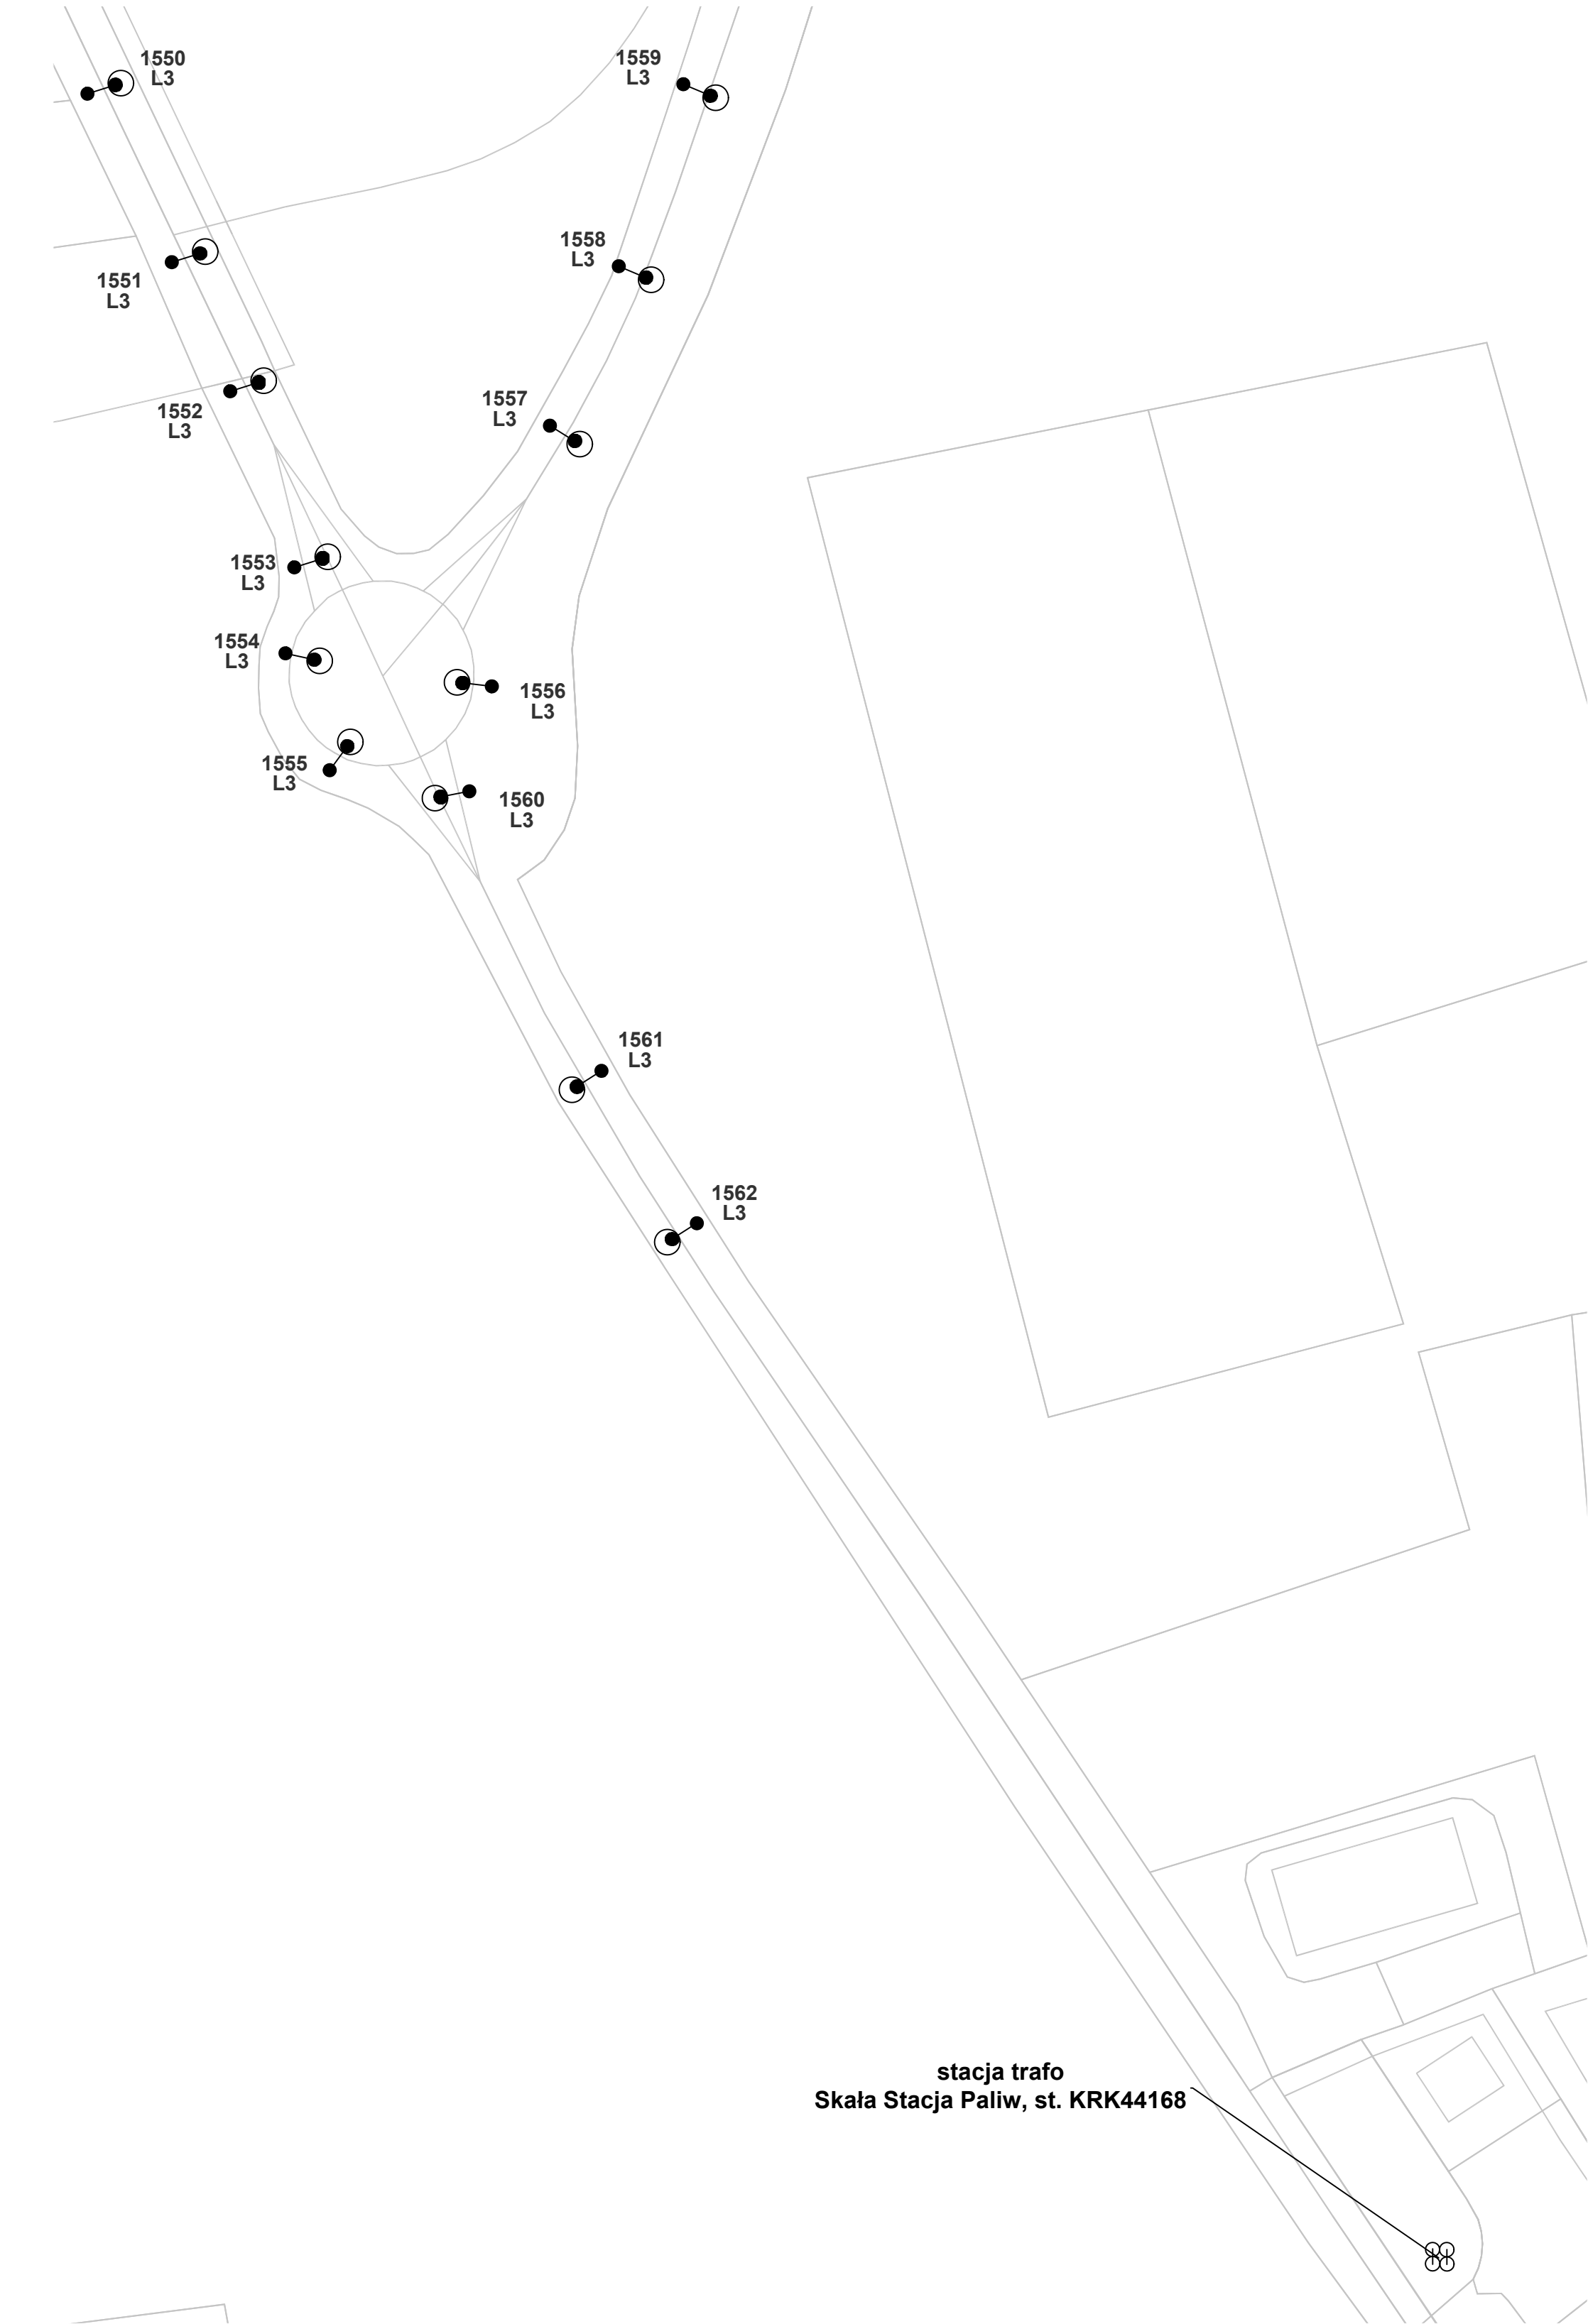 1550
L3
1559
L3
1558
L3
1551
L3
1557
L3
1552
L3
1553
L3
1554
L3
1556
L3
1555
L3
1560
L3
1561
L3
1562
L3
stacja trafo
Skała Stacja Paliw, st. KRK44168